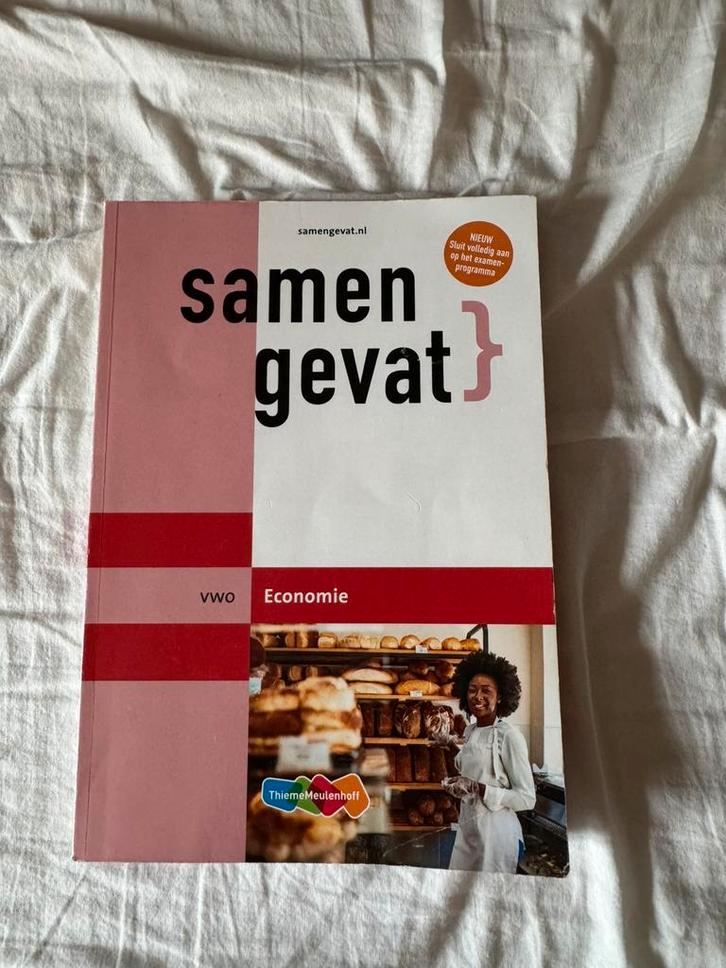 samengevat.nl
NIEUW
Sluit volledig aan
op het examen-
programma
samen
gevat}
vwo
Economie
ThiemeMeulenhoff